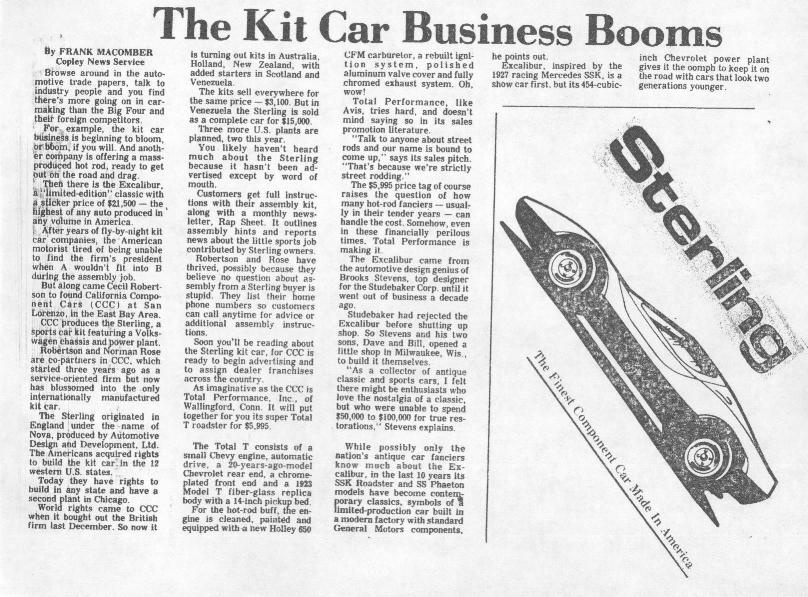 The Kit Car Business Booms
By FRANK MACOMBER
Copley News Service
Browse around in the auto-
motive trade papers, talk to
industry people and you find
there's more going on in car-
making than the Big Four and
their foreign competitors.
For example, the kit car
business is beginning to bloom,
or boom, if you will. And anoth-
er company is offering a mass-
produced hot rod, ready to get
out on the road and drag.
Then there is the Excalibur,
a "limited-edition" classic with
a sticker price of $21,500 — the
highest of any auto produced in
any volume in America.
After years of fly-by-night kit
car companies, the American
motorist tired of being unable
to find the firm's president
when A wouldn't fit into B
during the assembly job.
But along came Cecil Robert-
son to found California Compo-
nent Cars (CCC) at San
Lorenzo, in the East Bay Area.
CCC produces the Sterling, a
sports car kit featuring a Volks-
wagen chassis and power plant.
Robertson and Norman Rose
are co-partners in CCC, which
started three years ago as a
service-oriented firm but now
has blossomed into the only
internationally manufactured
kit car.
The Sterling originated in
England under the name of
Nova, produced by Automotive
Design and Development, Ltd.
The Americans acquired rights
to build the kit car in the 12
western U.S. states.
Today they have rights to
build in any state and have a
second plant in Chicago.
World rights came to CCC
when it bought out the British
firm last December. So now it
is turning out kits in Australia,
Holland, New Zealand, with
added starters in Scotland and
Venezuela.
The kits sell everywhere for
the same price — $3,100. But in
Venezuela the Sterling is sold
as a complete car for $15,000.
Three more U.S. plants are
planned, two this year.
You likely haven't heard
much about the Sterling
because it hasn't been ad-
vertised except by word of
mouth.
Customers get full instruc-
tions with their assembly kit,
along with a monthly news-
letter, Rap Sheet. It outlines
assembly hints and reports
news about the little sports job
contributed by Sterling owners.
Robertson and Rose have
thrived, possibly because they
believe no question about as-
sembly from a Sterling buyer is
stupid. They list their home
phone numbers so customers
can call anytime for advice or
additional assembly instruc-
tions.
Soon you'll be reading about
the Sterling kit car, for CCC is
ready to begin advertising and
to assign dealer franchises
across the country.
As imaginative as the CCC is
Total Performance, Inc., of
Wallingford, Conn. It will put
together for you its super Total
T roadster for $5,995.
The Total T consists of a
small Chevy engine, automatic
drive, a 20-years-ago-model
Chevrolet rear end, a chrome-
plated front end and a 1923
Model T fiber-glass replica
body with a 14-inch pickup bed.
For the hot-rod buff, the en-
gine is cleaned, painted and
equipped with a new Holley 650
CFM carburetor, a rebuilt igni-
tion system, polished
aluminum valve cover and fully
chromed exhaust system. Oh,
wow!
Total Performance, like
Avis, tries hard, and doesn't
mind saying so in its sales
promotion literature.
"Talk to anyone about street
rods and our name is bound to
come up," says its sales pitch.
"That's because we're strictly
street rodding."
The $5,995 price tag of course
raises the question of how
many hot-rod fanciers — usual-
ly in their tender years — can
handle the cost. Somehow, even
in these financially perilous
times, Total Performance is
making it.
The Excalibur came from
the automotive design genius of
Brooks Stevens, top designer
for the Studebaker Corp. until it
went out of business a decade
ago.
Studebaker had rejected the
Excalibur before shutting up
shop. So Stevens and his two
sons, Dave and Bill, opened a
little shop in Milwaukee, Wis.,
to build it themselves.
"As a collector of antique
classic and sports cars, I felt
there might be enthusiasts who
love the nostalgia of a classic,
but who were unable to spend
$50,000 to $100,000 for true res-
torations," Stevens explains.
While possibly only the
nation's antique car fanciers
know much about the Ex-
calibur, in the last 10 years its
SSK Roadster and SS Phaeton
models have become contem-
porary classics, symbols of a
limited-production car built in
a modern factory with standard
General Motors components,
he points out.
Excalibur, inspired by the
1927 racing Mercedes SSK, is a
show car first, but its 454-cubic-
inch Chevrolet power plant
gives it the oomph to keep it on
the road with cars that look two
generations younger.
Sterling
The Finest Component Car Made In America